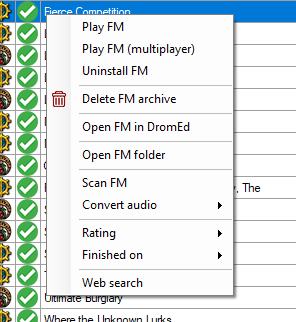 Fierce Competition
Play FM
Play FM (multiplayer)
Uninstall FM
Delete FM archive
Open FM in DromEd
Open FM folder
Scan FM
Convert audio
, The
Rating
Finished on
Web search
Ultimate Burglary
Where the Unknown Lurks